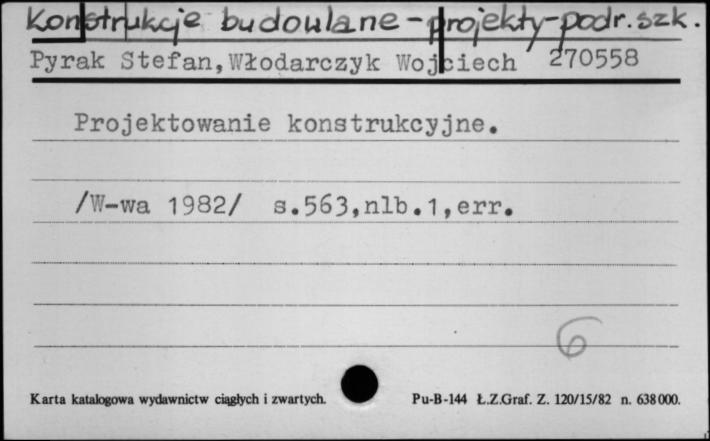 Konstrukcje budowlane - projekty - podr. szk.
Pyrak Stefan, Włodarczyk Wojciech 270558
Projektowanie konstrukcyjne.
/W-wa 1982/ s.563,nlb.1,err.
6
Karta katalogowa wydawnictw ciągłych i zwartych. Pu-B-144 Ł.Z.Graf. Z. 120/15/82 n. 638000.